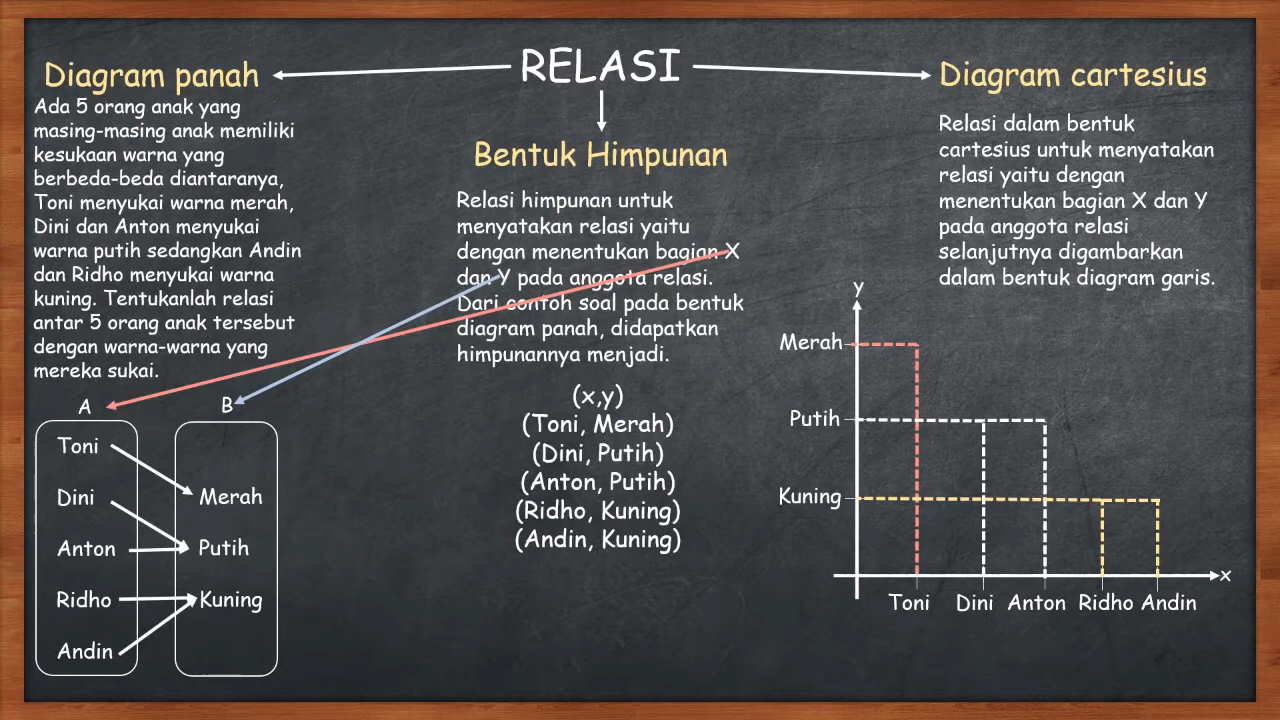 RELASI
Diagram panah
Ada 5 orang anak yang
masing-masing anak memiliki
kesukaan warna yang
berbeda-beda diantaranya,
Toni menyukai warna merah,
Dini dan Anton menyukai
warna putih sedangkan Andin
dan Ridho menyukai warna
kuning. Tentukanlah relasi
antar 5 orang anak tersebut
dengan warna-warna yang
mereka sukai.
A
B
Toni
Dini
Anton
Ridho
Andin
Merah
Putih
Kuning
Bentuk Himpunan
Relasi himpunan untuk
menyatakan relasi yaitu
dengan menentukan bagian X
dan Y pada anggota relasi.
Dari contoh soal pada bentuk
diagram panah, didapatkan
himpunannya menjadi.
(x,y)
(Toni, Merah)
(Dini, Putih)
(Anton, Putih)
(Ridho, Kuning)
(Andin, Kuning)
Diagram cartesius
Relasi dalam bentuk
cartesius untuk menyatakan
relasi yaitu dengan
menentukan bagian X dan Y
pada anggota relasi
selanjutnya digambarkan
dalam bentuk diagram garis.
y
Merah
Putih
Kuning
x
Toni Dini Anton Ridho Andin